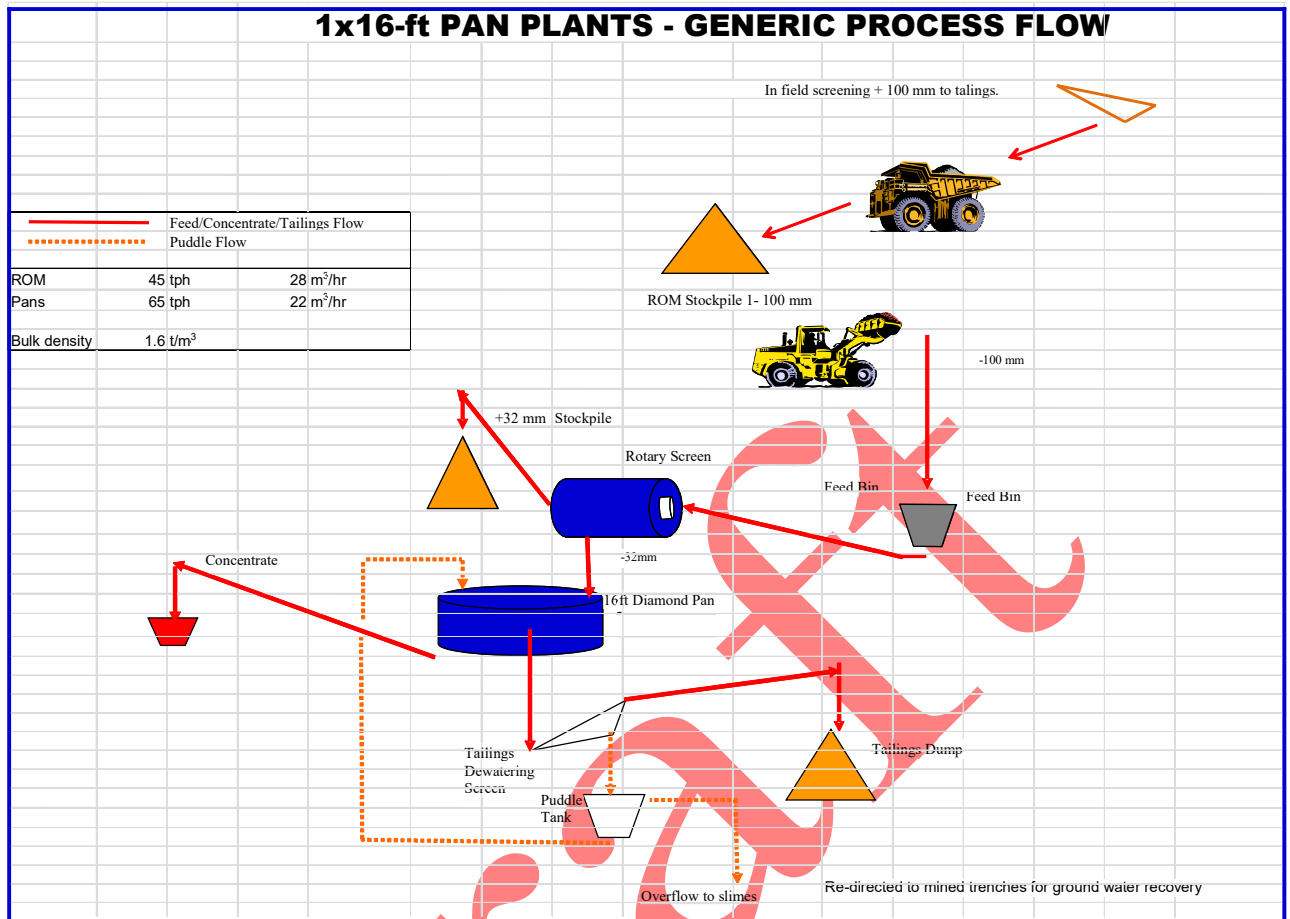 1x16-ft PAN PLANTS - GENERIC PROCESS FLOW
In field screening + 100 mm to talings.
Feed/Concentrate/Tailings Flow
Puddle Flow
ROM 45 tph 28 m³/hr
Pans 65 tph 22 m³/hr
Bulk density 1.6 t/m³
ROM Stockpile 1- 100 mm
-100 mm
+32 mm Stockpile
Rotary Screen
Feed Bin
Feed Bin
-32mm
Concentrate
16ft Diamond Pan
Tailings
Dewatering
Screen
Tailings Dump
Puddle
Tank
Overflow to slimes
Re-directed to mined trenches for ground water recovery